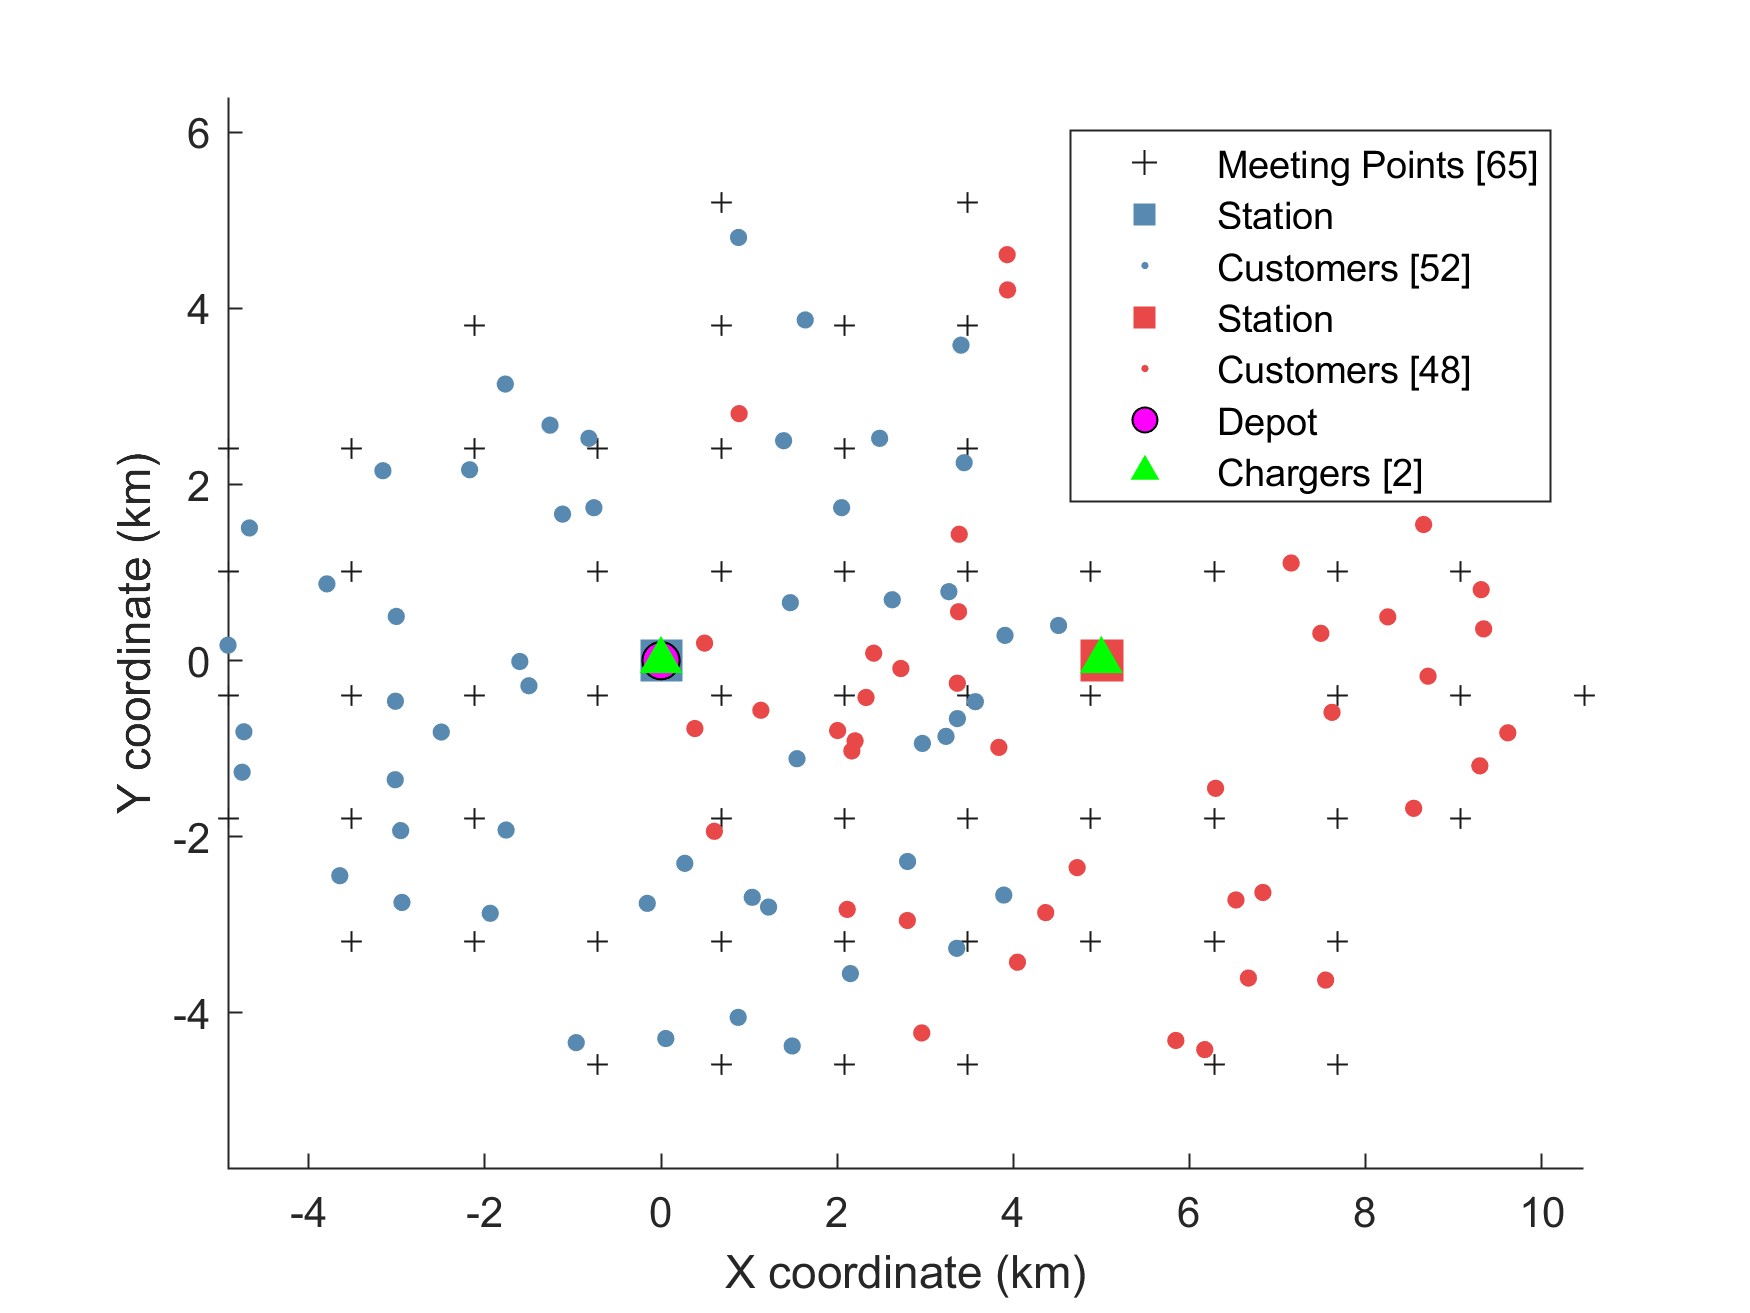 6
4
2
0
-2
-4
Y coordinate (km)
Meeting Points [65]
Station
Customers [52]
Station
Customers [48]
Depot
Chargers [2]
-4 -2 0 2 4 6 8 10
X coordinate (km)